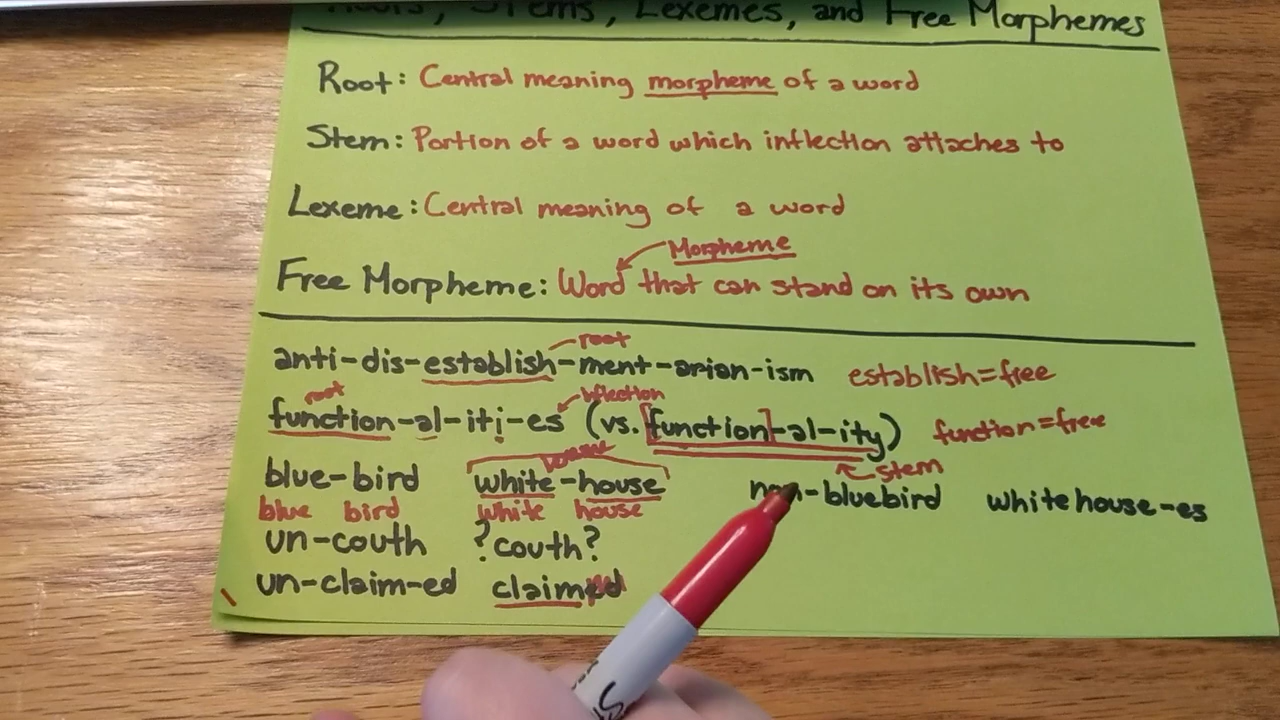 Roots, Stems, Lexemes, and Free Morphemes
Root: Central meaning morpheme of a word
Stem: Portion of a word which inflection attaches to
Lexeme: Central meaning of a word
Morpheme
Free Morpheme: Word that can stand on its own
root
anti-dis-establish-ment-arian-ism establish=free
root inflection
function-al-iti-es (vs. [function]-al-ity) function=free
lexeme stem
blue-bird white-house non-bluebird whitehouse-es
blue bird white house
un-couth ?couth?
un-claim-ed claimed